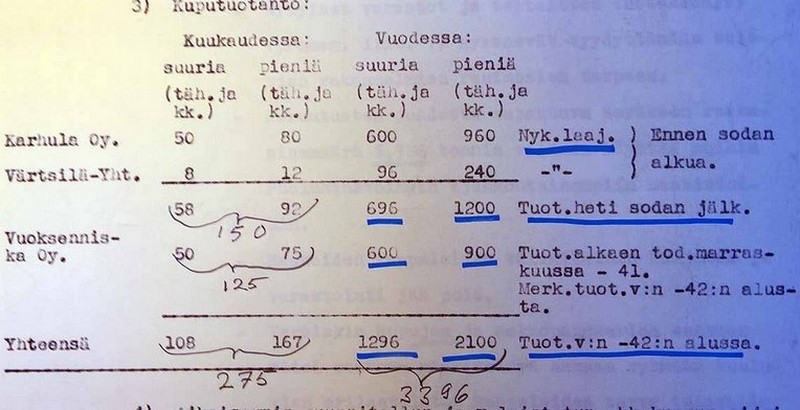 3) Kuputuotanto:
Kuukaudessa: Vuodessa:
suuria pieniä suuria pieniä
(täh.ja (täh.ja (täh.ja (täh.ja
kk.) kk.) kk.) kk.)
Karhula Oy. 50 80 600 960 Nyk.laaj. ) Ennen sodan
alkua.
Värtsilä-Yht. 8 12 96 240 -"-
58 92 696 1200 Tuot.heti sodan jälk.
150
Vuoksennis-
ka Oy. 50 75 600 900 Tuot.alkaen tod.marras-
kuussa - 41.
125
Merk.tuot.v:n -42:n alus-
ta.
Yhteensä 108 167 1296 2100 Tuot.v:n -42:n alussa.
275
3396